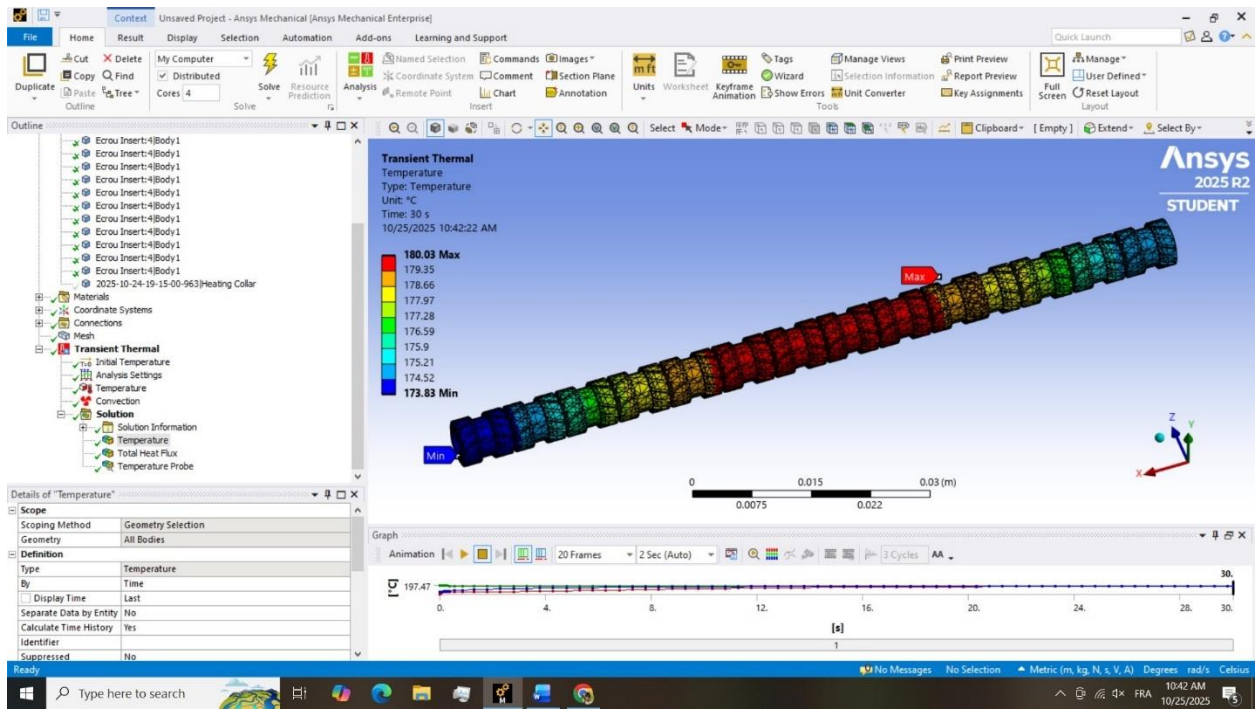 Context Unsaved Project - Ansys Mechanical [Ansys Mechanical Enterprise]
File Home Result Display Selection Automation Add-ons Learning and Support Quick Launch
Duplicate Cut Copy Paste Delete Find Tree
Outline
My Computer
Distributed
Cores 4
Solve Resource Prediction
Solve
Analysis
Named Selection Commands Images
Coordinate System Comment Section Plane
Remote Point Chart Annotation
Insert
Units Worksheet Keyframe Animation
Tags Manage Views Print Preview
Wizard Selection Information Report Preview
Show Errors Unit Converter Key Assignments
Tools
Full Screen
Manage
User Defined
Reset Layout
Layout
Outline
Select Mode Clipboard [Empty] Extend Select By
Ecrou Insert:4|Body1
Ecrou Insert:4|Body1
Ecrou Insert:4|Body1
Ecrou Insert:4|Body1
Ecrou Insert:4|Body1
Ecrou Insert:4|Body1
Ecrou Insert:4|Body1
Ecrou Insert:4|Body1
Ecrou Insert:4|Body1
Ecrou Insert:4|Body1
Ecrou Insert:4|Body1
2025-10-24-19-15-00-963|Heating Collar
Materials
Coordinate Systems
Connections
Mesh
Transient Thermal
Initial Temperature
Analysis Settings
Temperature
Convection
Solution
Solution Information
Temperature
Total Heat Flux
Temperature Probe
Details of "Temperature"
Scope
Scoping Method Geometry Selection
Geometry All Bodies
Definition
Type Temperature
By Time
Display Time Last
Separate Data by Entity No
Calculate Time History Yes
Identifier
Suppressed No
Transient Thermal
Temperature
Type: Temperature
Unit: °C
Time: 30 s
10/25/2025 10:42:22 AM
180.03 Max
179.35
178.66
177.97
177.28
176.59
175.9
175.21
174.52
173.83 Min
Ansys
2025 R2
STUDENT
Max
Min
Z
Y
X
0 0.015 0.03 (m)
0.0075 0.022
Graph
Animation 20 Frames 2 Sec (Auto) 3 Cycles AA
30.
[°C] 197.47
0. 4. 8. 12. 16. 20. 24. 28. 30.
[s]
1
Ready No Messages No Selection Metric (m, kg, N, s, V, A) Degrees rad/s Celsius
Type here to search
M
FRA
10:42 AM
10/25/2025
5